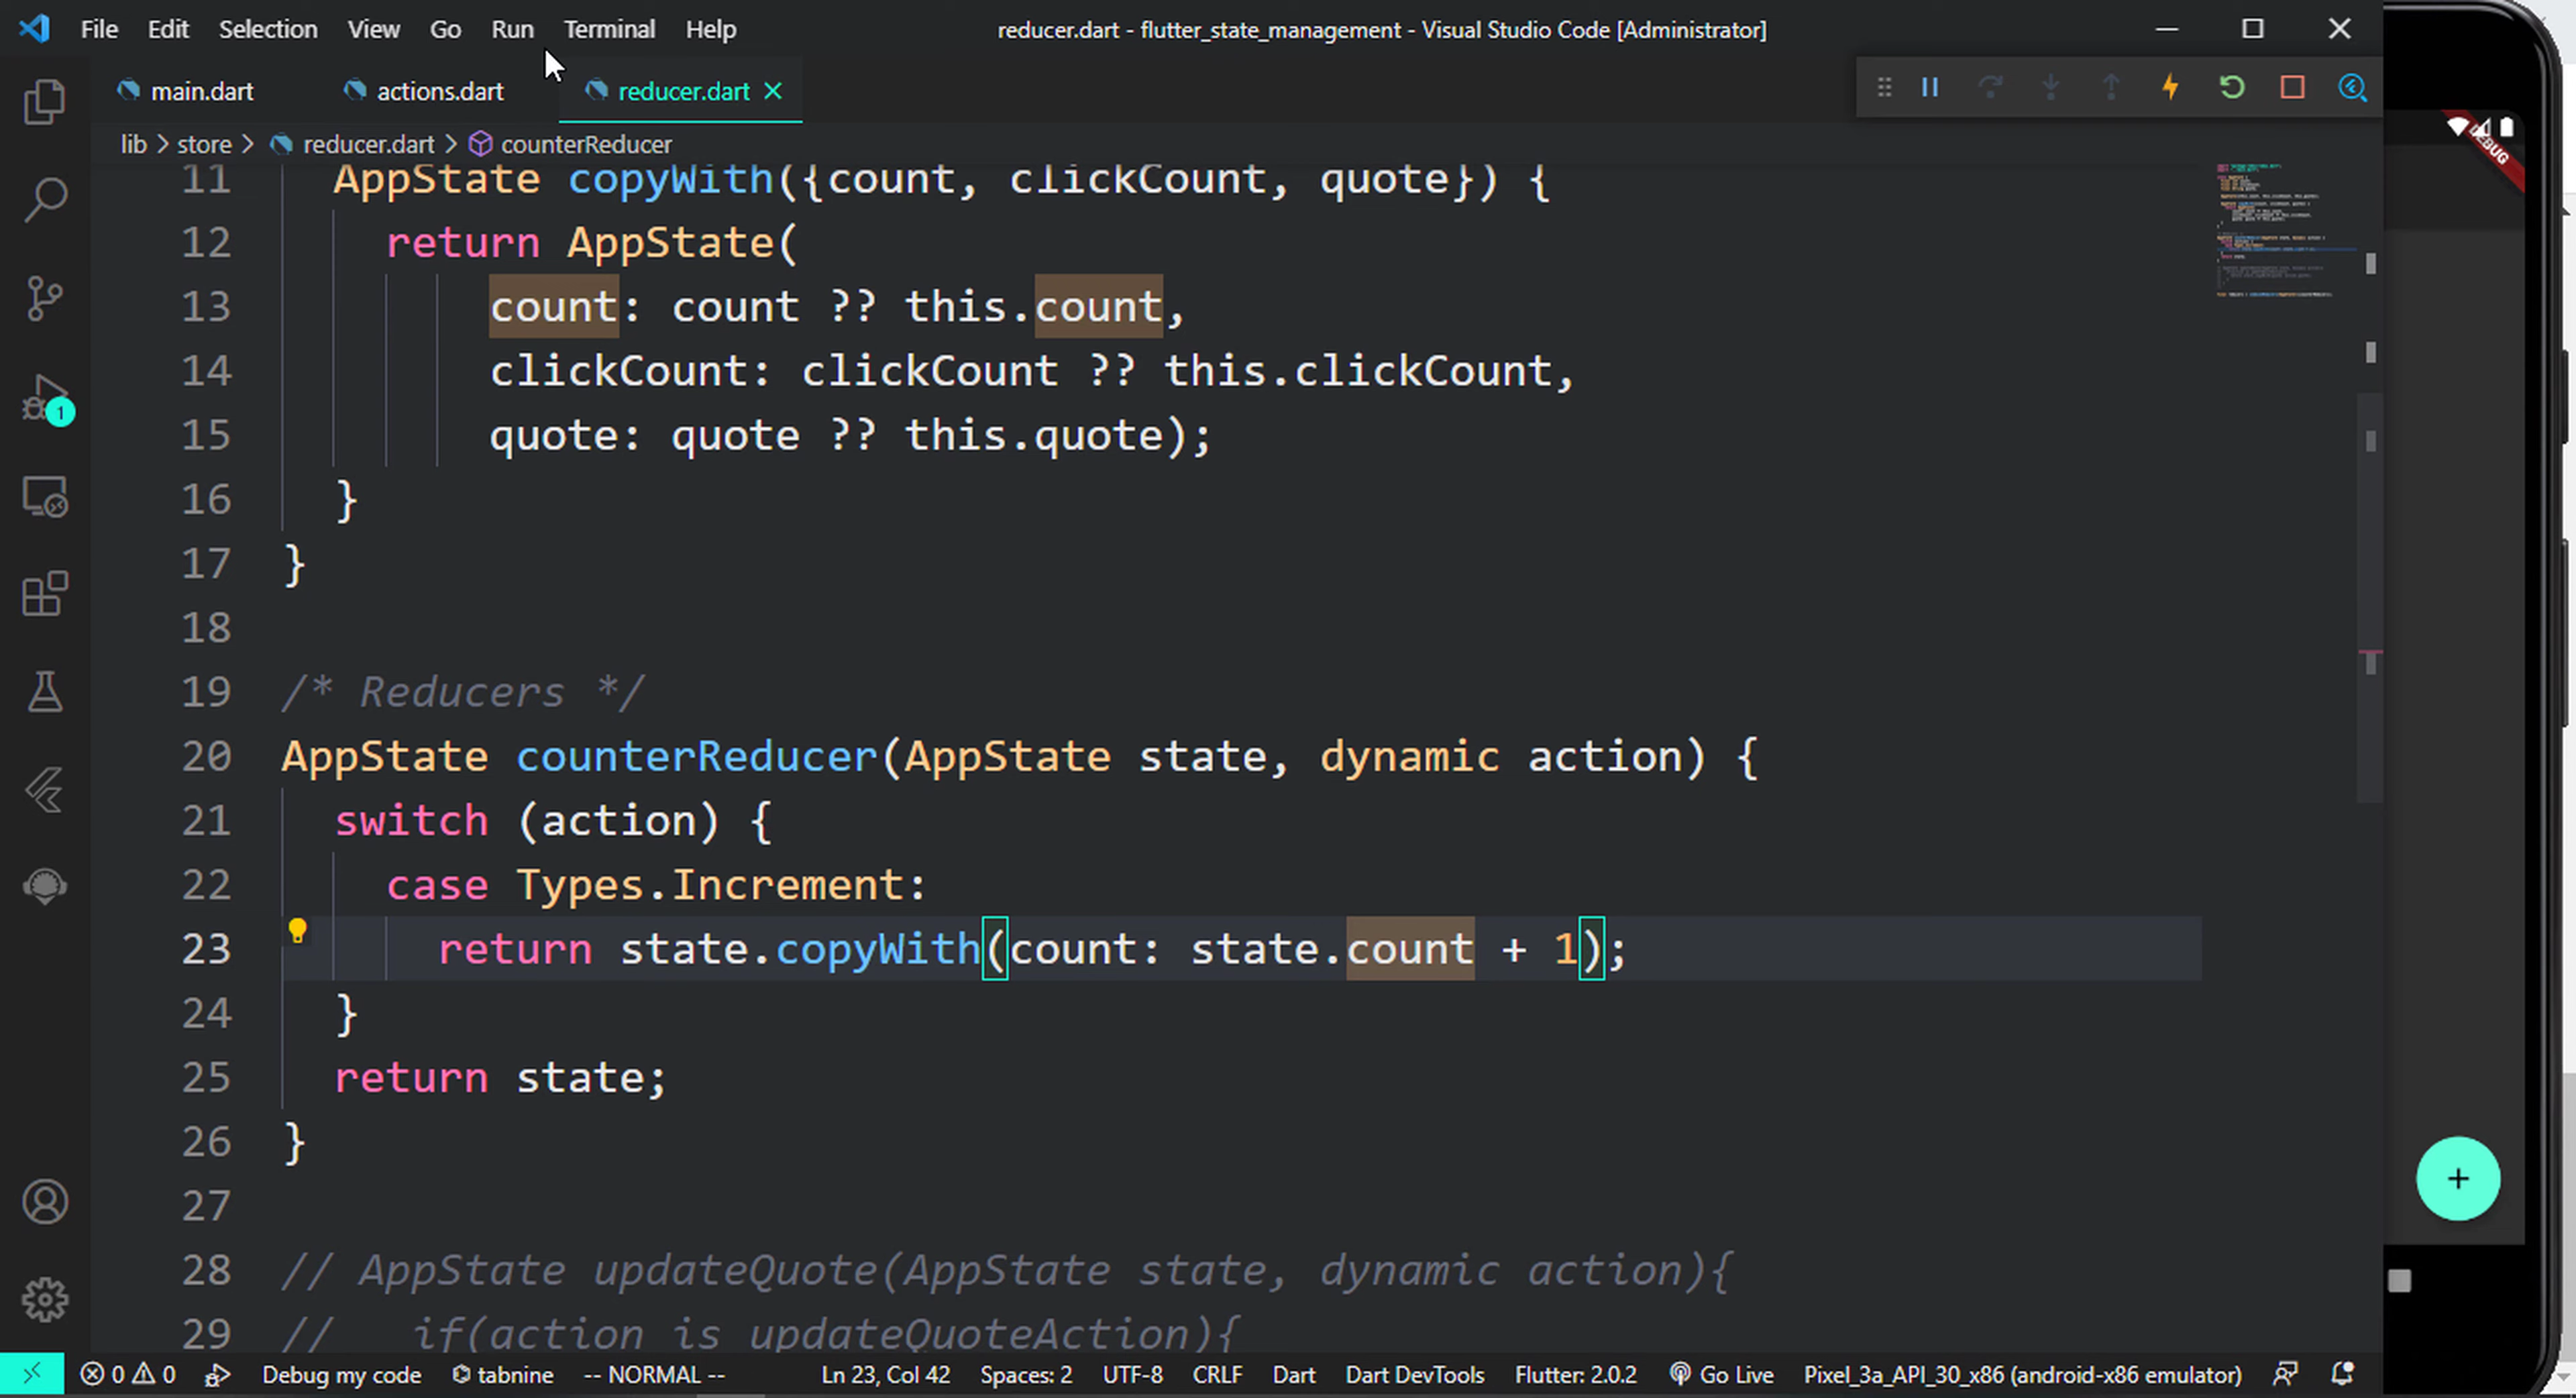 File Edit Selection View Go Run Terminal Help
reducer.dart - flutter_state_management - Visual Studio Code [Administrator]
main.dart actions.dart reducer.dart
lib > store > reducer.dart > counterReducer
DEBUG
11 AppState copyWith({count, clickCount, quote}) {
12 return AppState(
13 count: count ?? this.count,
14 clickCount: clickCount ?? this.clickCount,
15 quote: quote ?? this.quote);
16 }
17 }
18
19 /* Reducers */
20 AppState counterReducer(AppState state, dynamic action) {
21 switch (action) {
22 case Types.Increment:
23 return state.copyWith(count: state.count + 1);
24 }
25 return state;
26 }
27
28 // AppState updateQuote(AppState state, dynamic action){
29 // if(action is updateQuoteAction){
1
+
0 0 Debug my code tabnine -- NORMAL -- Ln 23, Col 42 Spaces: 2 UTF-8 CRLF Dart Dart DevTools Flutter: 2.0.2 Go Live Pixel_3a_API_30_x86 (android-x86 emulator)